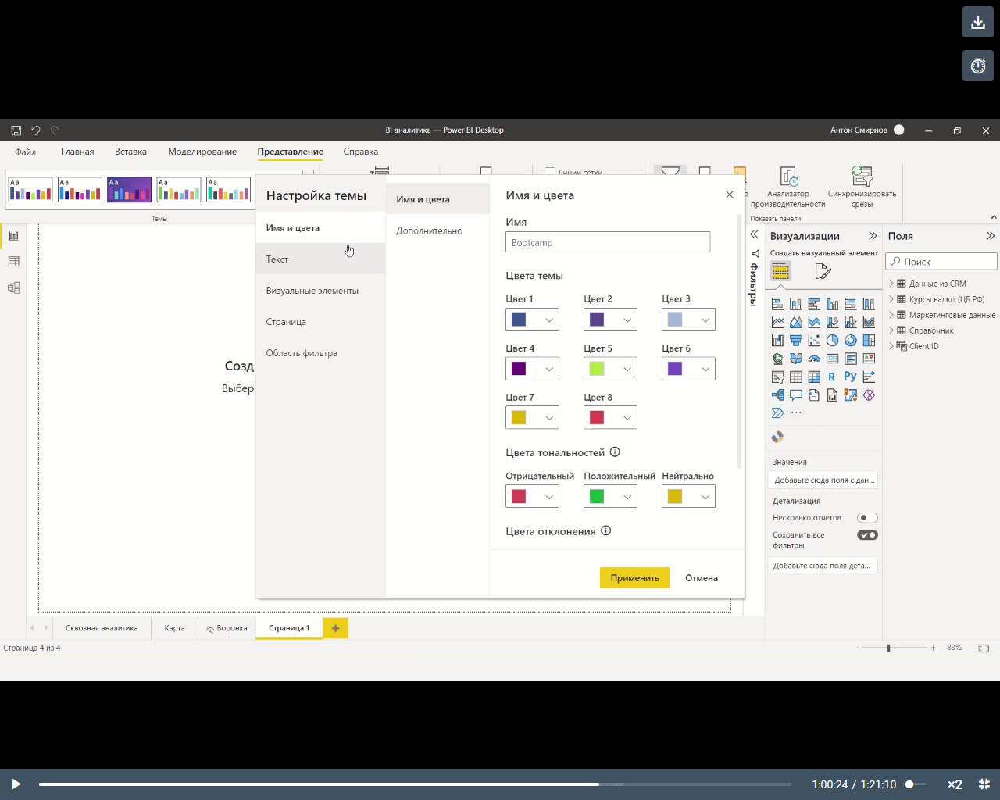 BI аналитика — Power BI Desktop
Антон Смирнов
Файл
Главная
Вставка
Моделирование
Представление
Справка
Aa
Aa
Aa
Aa
Aa
Темы
Линии сетки
Анализатор производительности
Синхронизировать срезы
Показать панели
Настройка темы
Имя и цвета
Текст
Визуальные элементы
Страница
Область фильтра
Имя и цвета
Дополнительно
Имя и цвета
Имя
Bootcamp
Цвета темы
Цвет 1
Цвет 2
Цвет 3
Цвет 4
Цвет 5
Цвет 6
Цвет 7
Цвет 8
Цвета тональностей
Отрицательный
Положительный
Нейтрально
Цвета отклонения
Применить
Отмена
Фильтры
Визуализации
Создать визуальный элемент
123
R
Py
...
Значения
Добавьте сюда поля с дан...
Детализация
Несколько отчетов
Сохранить все
фильтры
Добавьте сюда поля дета...
Поля
Поиск
Данные из CRM
Курсы валют (ЦБ РФ)
Маркетинговые данные
Справочник
Client ID
Сквозная аналитика
Карта
Воронка
Страница 1
+
Страница 4 из 4
- + 83%
1:00:24 / 1:21:10
×2